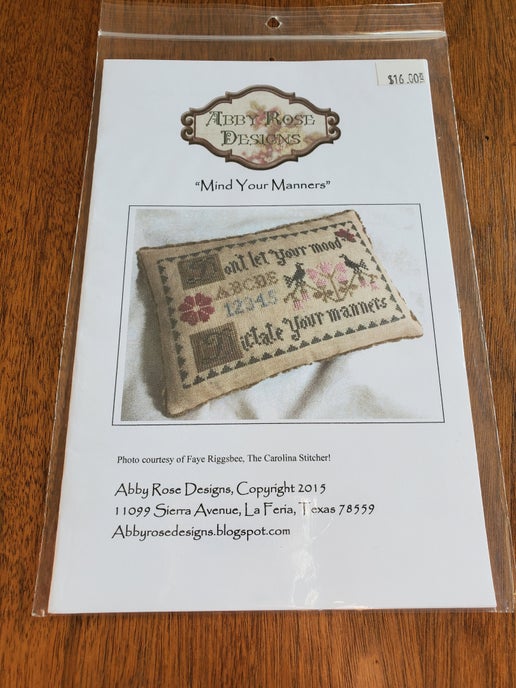 $16.00
ABBY ROSE
DESIGNS
"Mind Your Manners"
Don't let Your mood
ABCDE
12345
Dictate Your manners
Photo courtesy of Faye Riggsbee, The Carolina Stitcher!
Abby Rose Designs, Copyright 2015
11099 Sierra Avenue, La Feria, Texas 78559
Abbyrosedesigns.blogspot.com